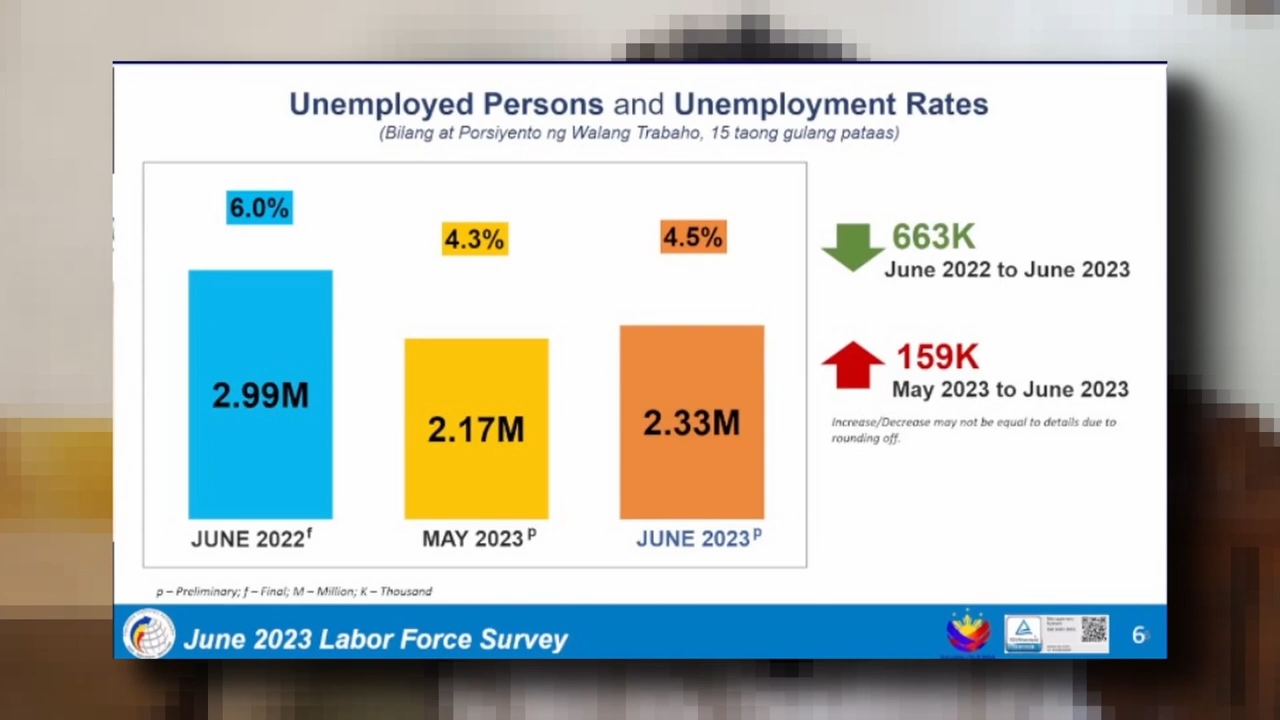 Unemployed Persons and Unemployment Rates
(Bilang at Porsiyento ng Walang Trabaho, 15 taong gulang pataas)
6.0%
4.3%
4.5%
2.99M
2.17M
2.33M
JUNE 2022f
MAY 2023p
JUNE 2023p
663K
June 2022 to June 2023
159K
May 2023 to June 2023
Increase/Decrease may not be equal to details due to
rounding off.
p – Preliminary; f – Final; M – Million; K – Thousand
June 2023 Labor Force Survey
6